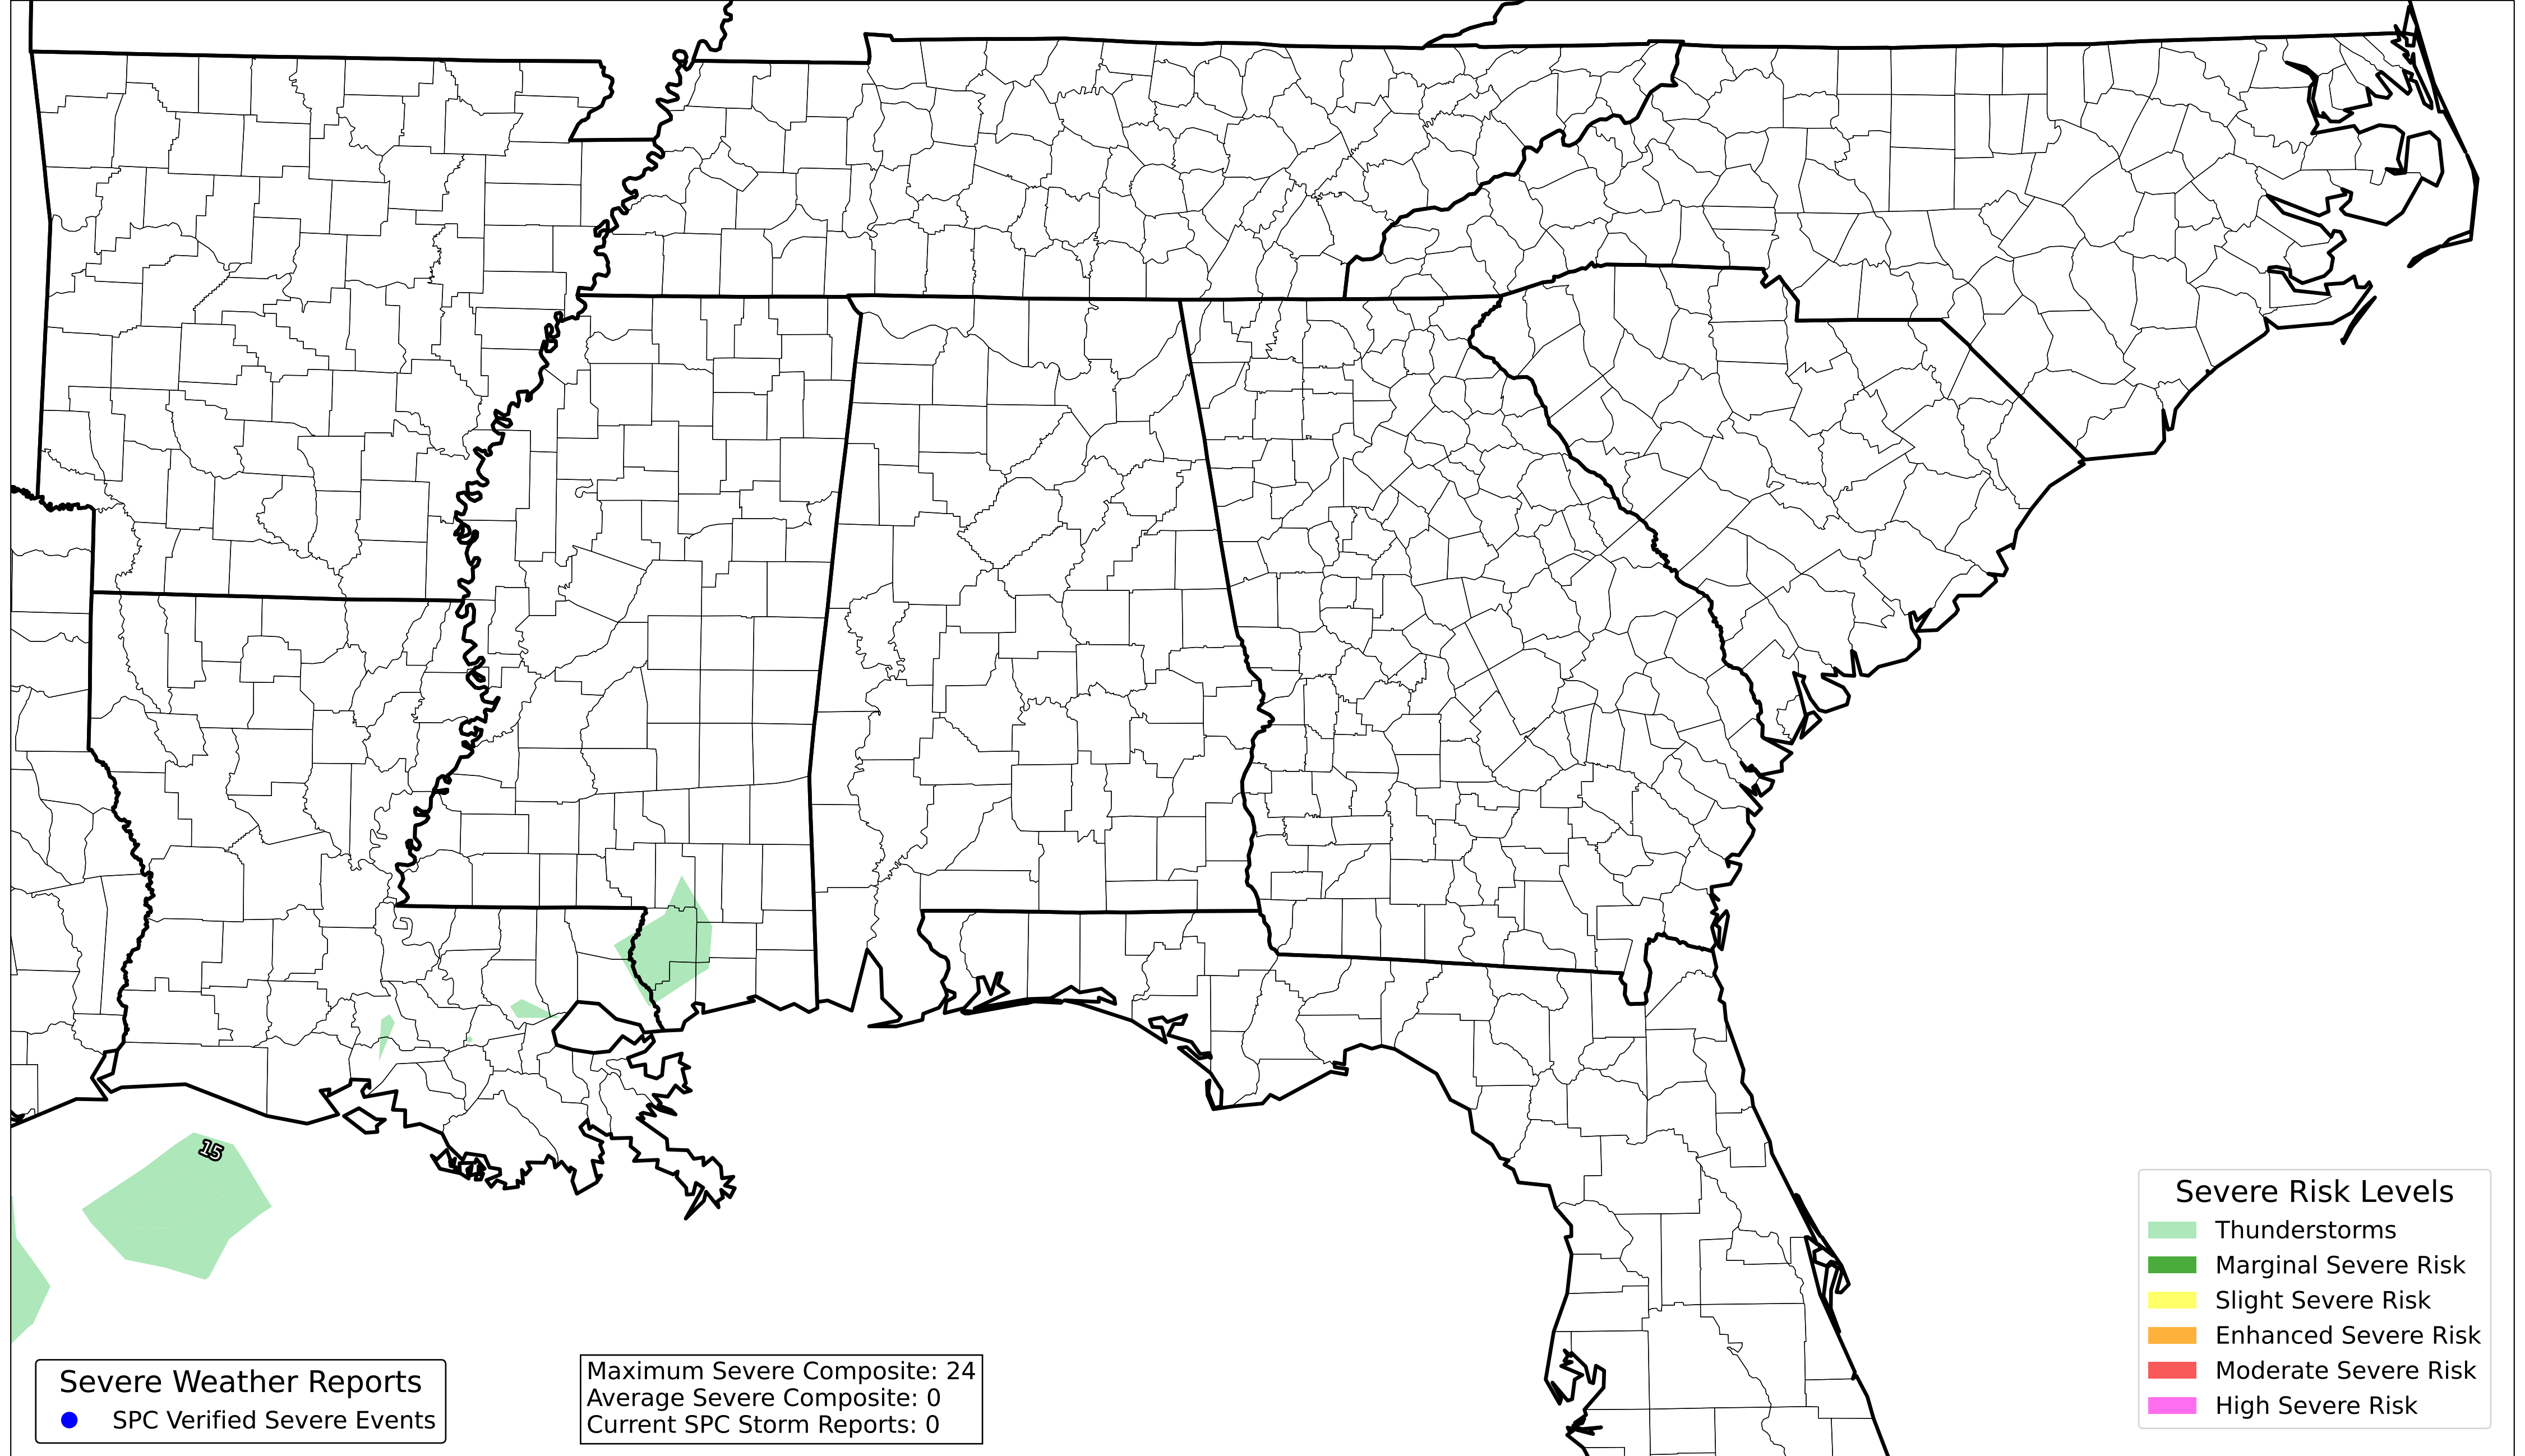 15
Severe Risk Levels
Thunderstorms
Marginal Severe Risk
Slight Severe Risk
Enhanced Severe Risk
Moderate Severe Risk
High Severe Risk
Severe Weather Reports
SPC Verified Severe Events
Maximum Severe Composite: 24
Average Severe Composite: 0
Current SPC Storm Reports: 0